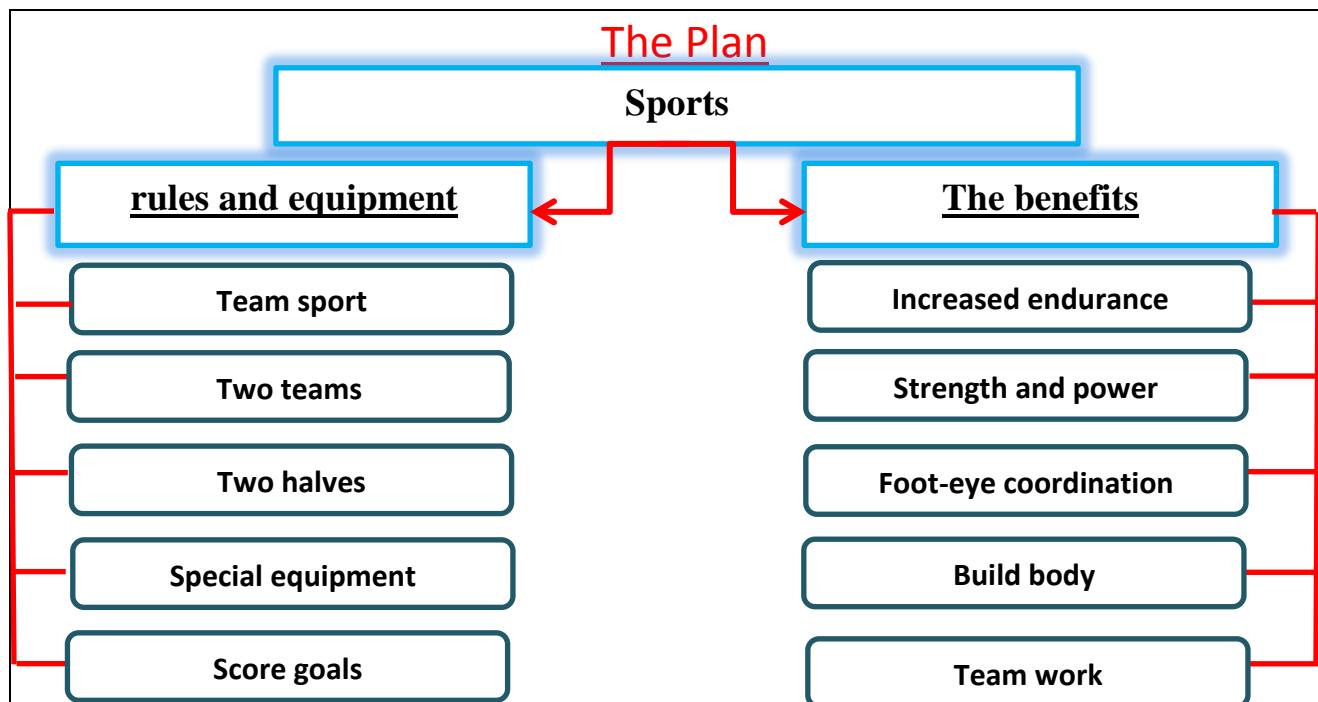 The Plan
Sports
rules and equipment
Team sport
Two teams
Two halves
Special equipment
Score goals
The benefits
Increased endurance
Strength and power
Foot-eye coordination
Build body
Team work